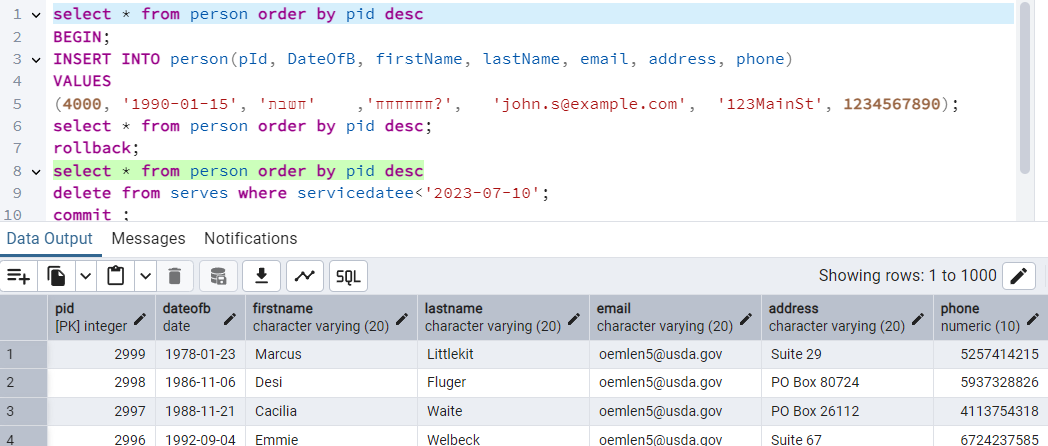 1 select * from person order by pid desc
2 BEGIN;
3 INSERT INTO person(pId, DateOfB, firstName, lastName, email, address, phone)
4 VALUES
5 (4000, '1990-01-15', 'john.s@example.com', '123MainSt', 1234567890);
6 select * from person order by pid desc;
7 rollback;
8 select * from person order by pid desc
9 delete from serves where servicedatee<'2023-07-10';
10 commit ;
Data Output Messages Notifications
SQL Showing rows: 1 to 1000
pid dateofb firstname lastname email address phone
[PK] integer date character varying (20) character varying (20) character varying (20) character varying (20) numeric (10)
1 2999 1978-01-23 Marcus Littlekit oemlen5@usda.gov Suite 29 5257414215
2 2998 1986-11-06 Desi Fluger oemlen5@usda.gov PO Box 80724 5937328826
3 2997 1988-11-21 Cacilia Waite oemlen5@usda.gov PO Box 26112 4113754318
4 2996 1992-09-04 Emmie Welbeck oemlen5@usda.gov Suite 67 6724237585